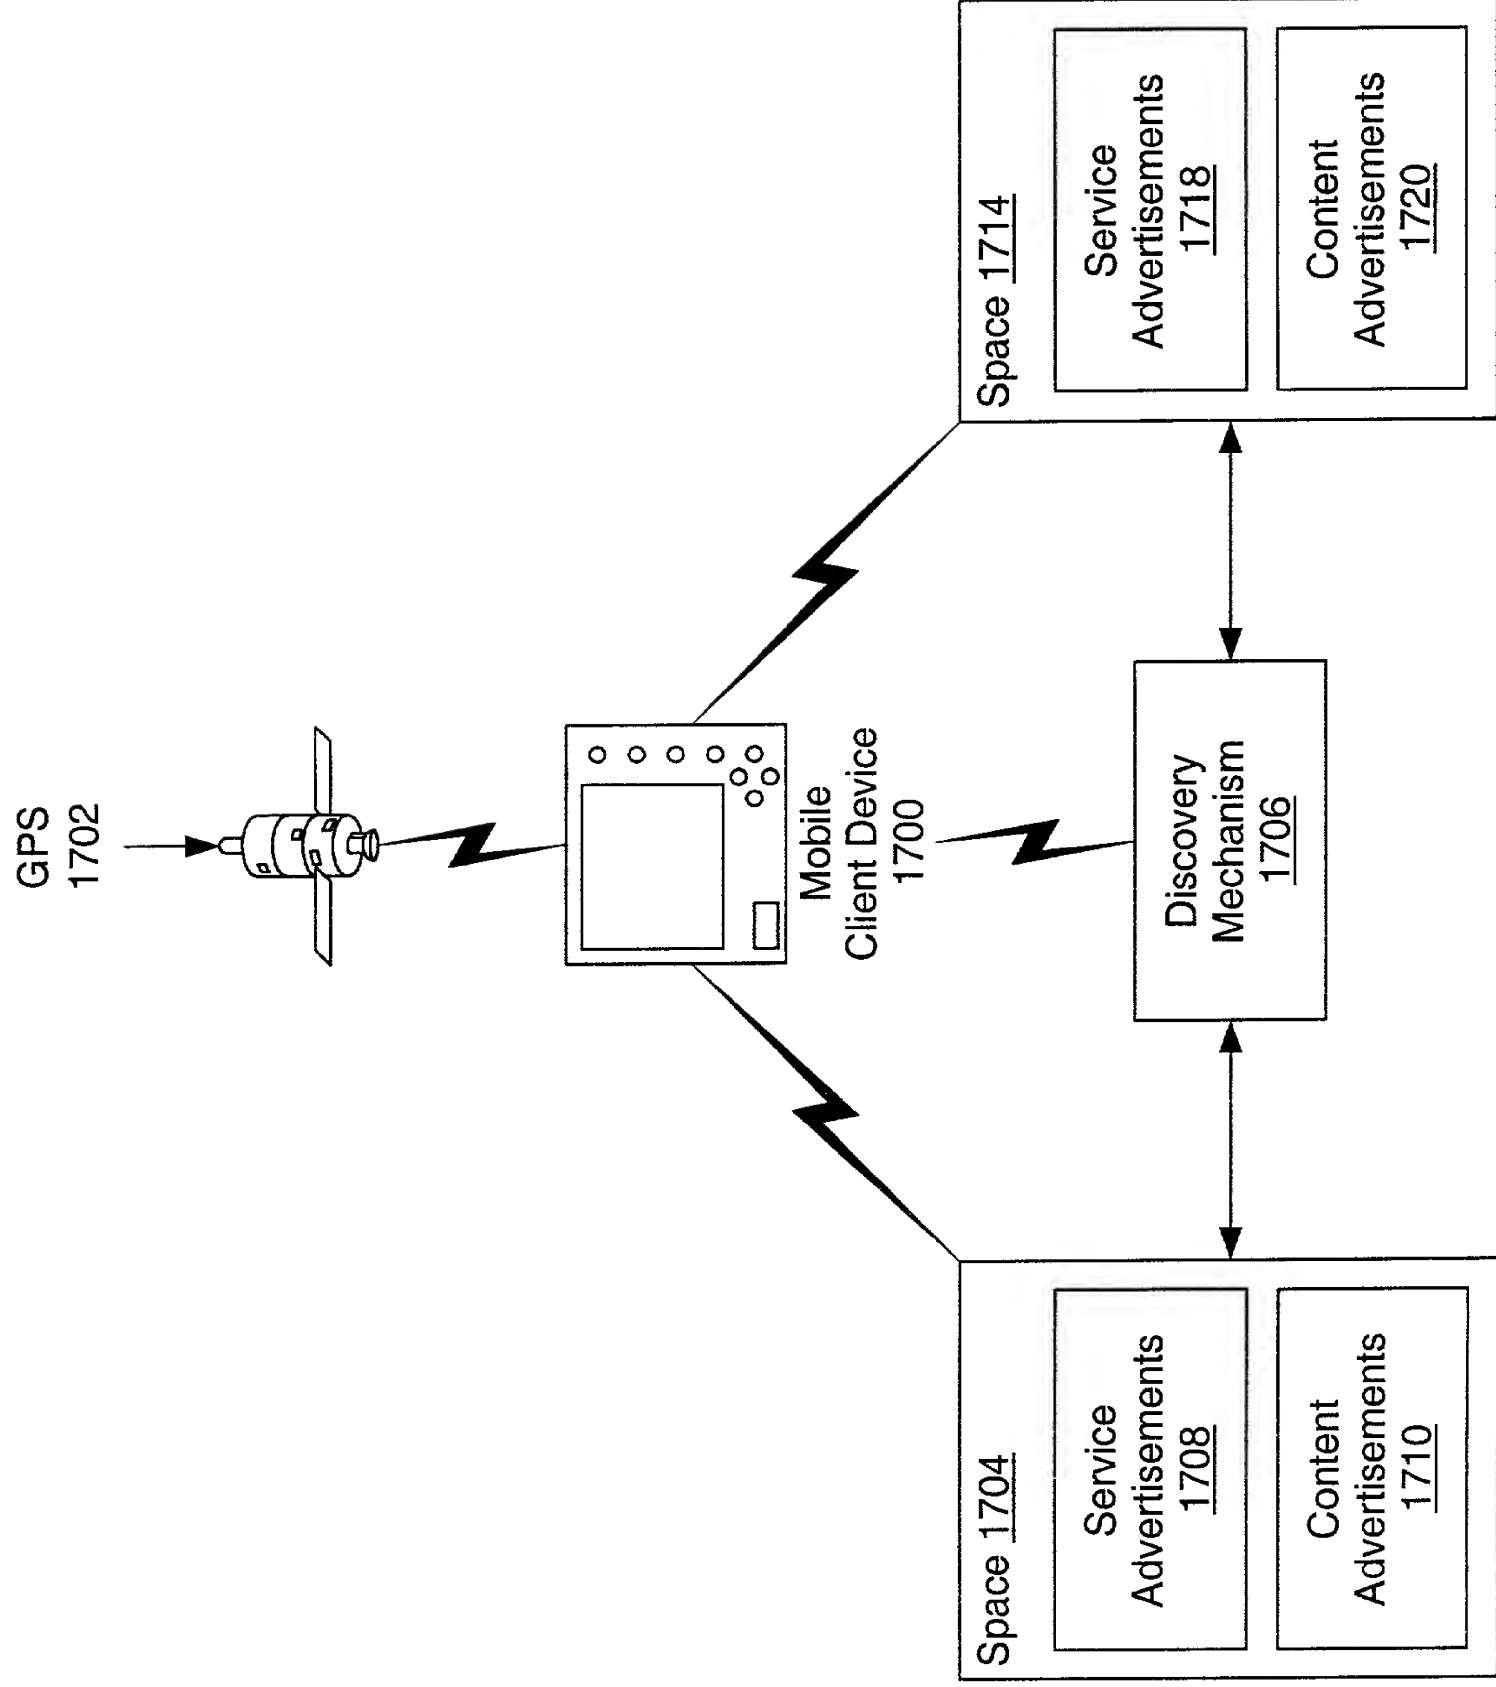 GPS
1702
Mobile
Client Device
1700
Space 1704
Service
Advertisements
1708
Content
Advertisements
1710
Discovery
Mechanism
1706
Space 1714
Service
Advertisements
1718
Content
Advertisements
1720